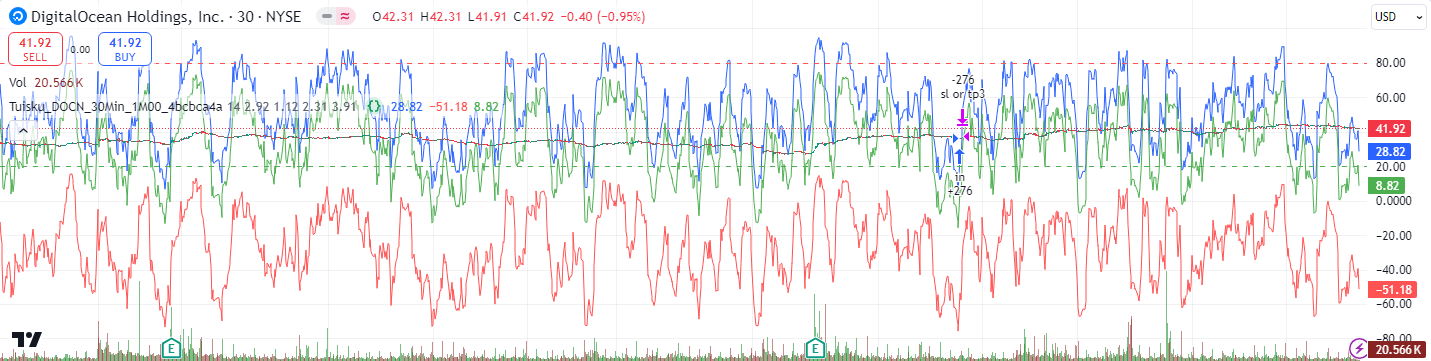 DigitalOcean Holdings, Inc. · 30 · NYSE
O42.31 H42.31 L41.91 C41.92 −0.40 (−0.95%)
USD
41.92
SELL
0.00
41.92
BUY
Vol 20.566 K
Tuisku_DOCN_30Min_1M00_4bcbca4a 14 2.92 1.12 2.31 3.91 {} 28.82 −51.18 8.82
-276
sl or tp3
in
+276
80.00
60.00
41.92
28.82
20.00
8.82
0.0000
−20.00
−40.00
−51.18
−60.00
−80.00
20.566 K
E
E